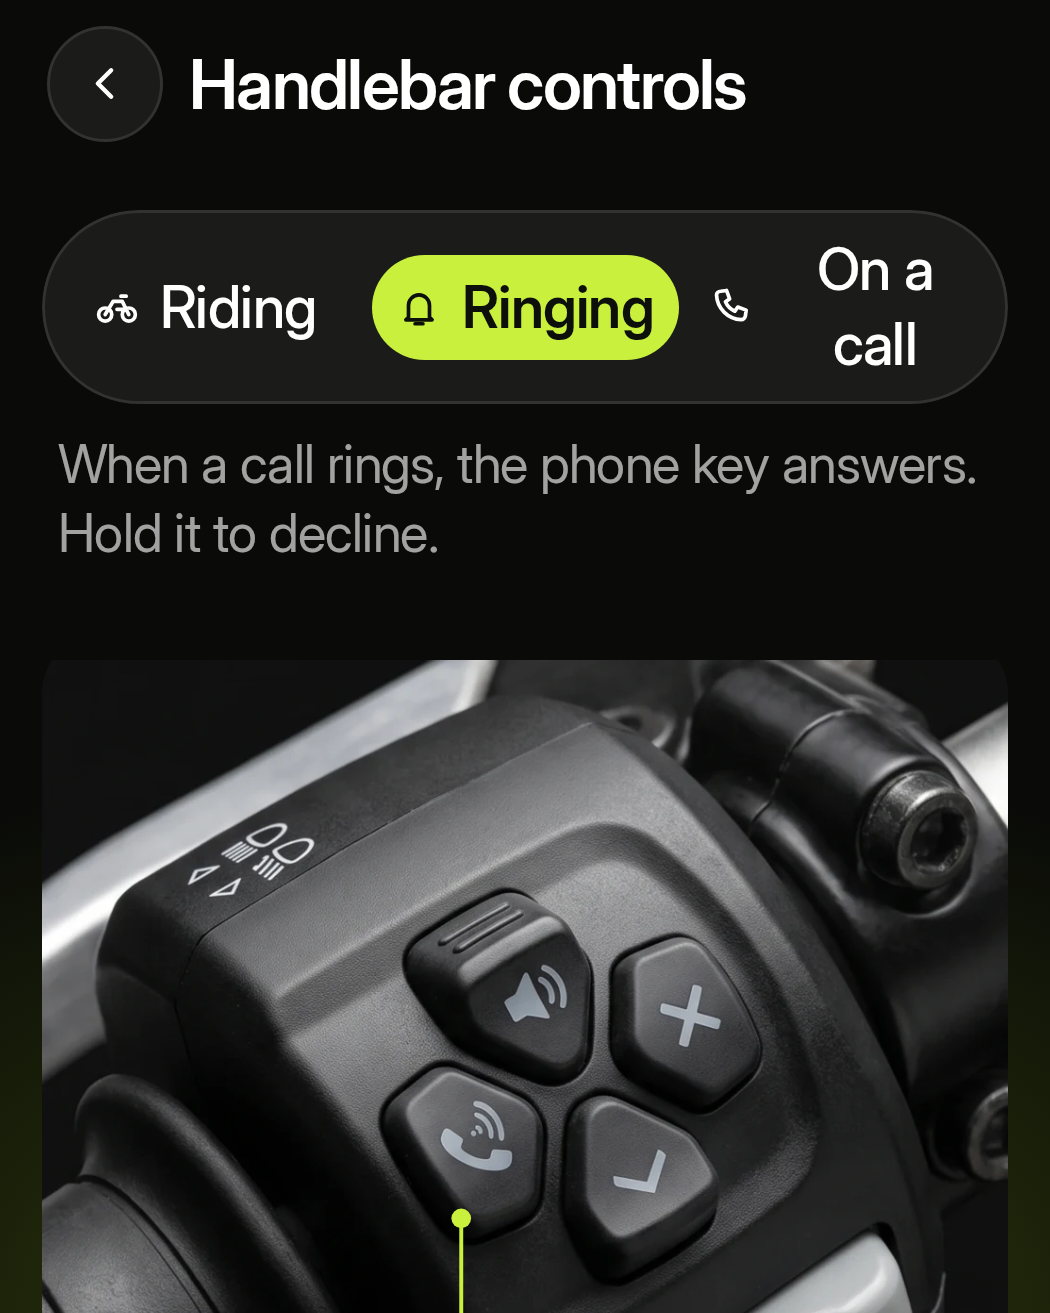 Handlebar controls
Riding
Ringing
On a
call
When a call rings, the phone key answers.
Hold it to decline.